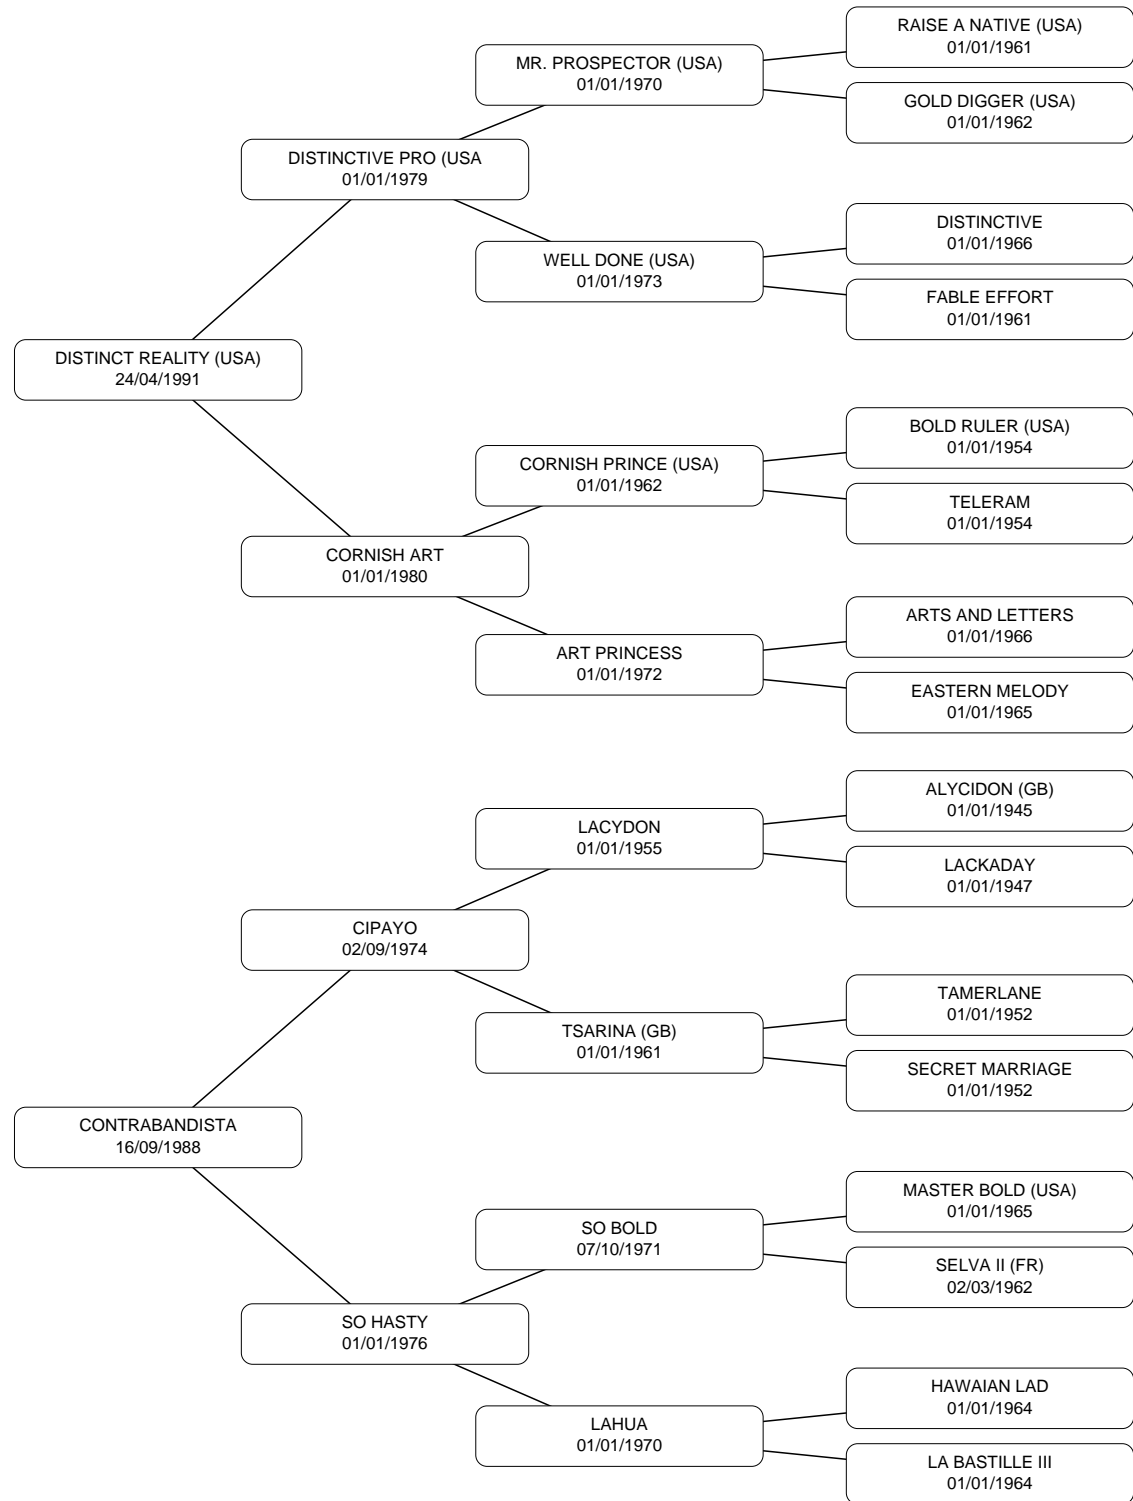 RAISE A NATIVE (USA)
01/01/1961
MR. PROSPECTOR (USA)
01/01/1970
GOLD DIGGER (USA)
01/01/1962
DISTINCTIVE PRO (USA
01/01/1979
DISTINCTIVE
01/01/1966
WELL DONE (USA)
01/01/1973
FABLE EFFORT
01/01/1961
DISTINCT REALITY (USA)
24/04/1991
BOLD RULER (USA)
01/01/1954
CORNISH PRINCE (USA)
01/01/1962
TELERAM
01/01/1954
CORNISH ART
01/01/1980
ARTS AND LETTERS
01/01/1966
ART PRINCESS
01/01/1972
EASTERN MELODY
01/01/1965
ALYCIDON (GB)
01/01/1945
LACYDON
01/01/1955
LACKADAY
01/01/1947
CIPAYO
02/09/1974
TAMERLANE
01/01/1952
TSARINA (GB)
01/01/1961
SECRET MARRIAGE
01/01/1952
CONTRABANDISTA
16/09/1988
MASTER BOLD (USA)
01/01/1965
SO BOLD
07/10/1971
SELVA II (FR)
02/03/1962
SO HASTY
01/01/1976
HAWAIAN LAD
01/01/1964
LAHUA
01/01/1970
LA BASTILLE III
01/01/1964